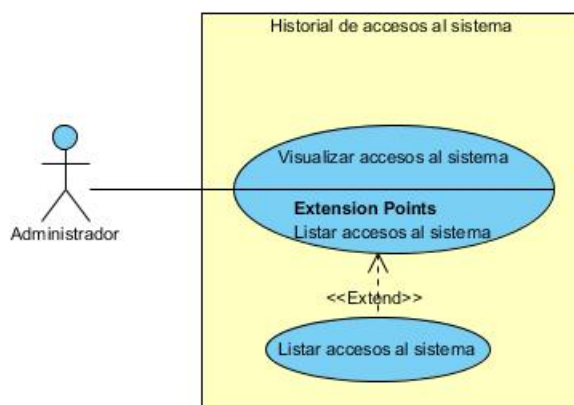 Historial de accesos al sistema
Visualizar accesos al sistema
Extension Points
Listar accesos al sistema
Administrador
<<Extend>>
Listar accesos al sistema